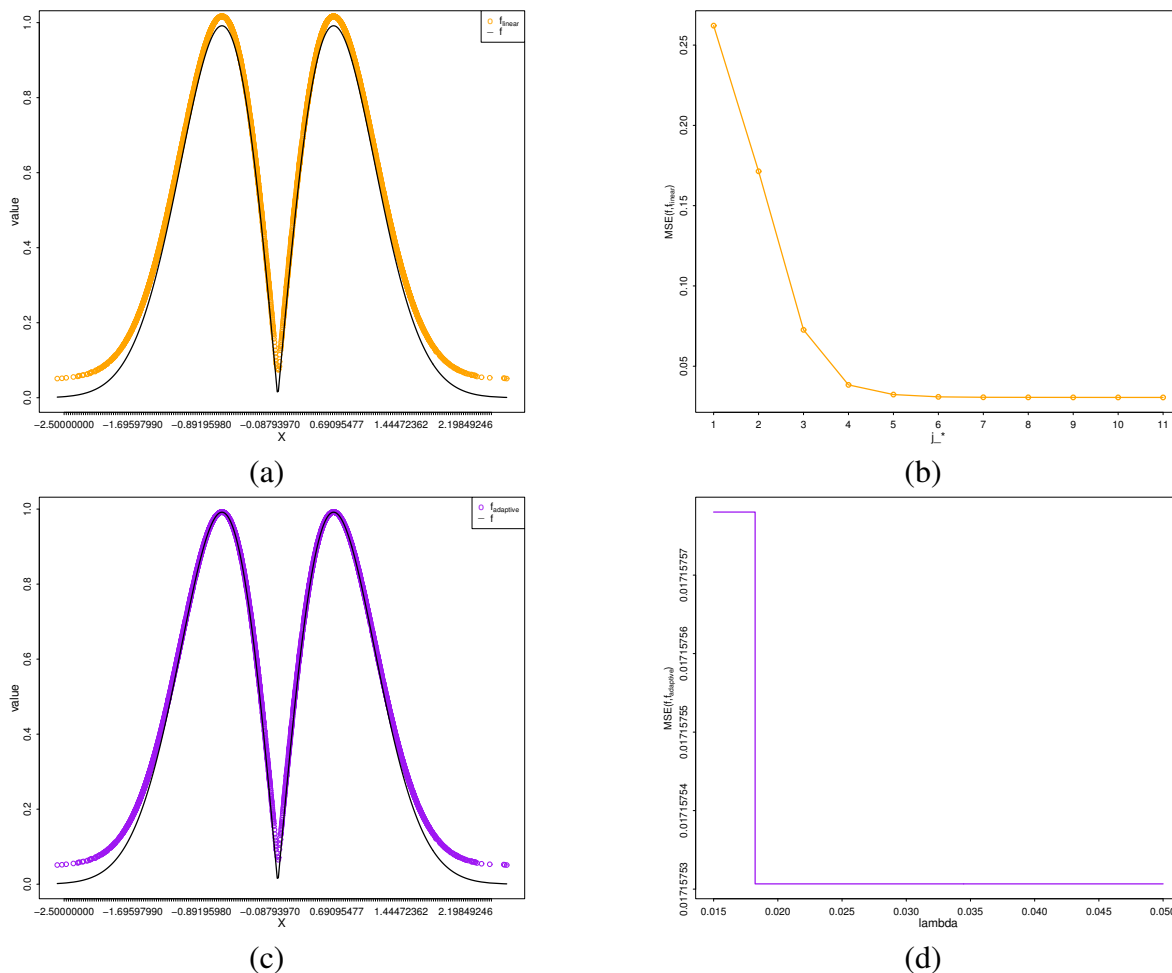 1.0
0.8
0.6
0.4
0.2
0.0
value
f_linear
f
−2.50000000 −1.69597990 −0.89195980 −0.08793970 0.69095477 1.44472362 2.19849246
X
(a)
0.25
0.20
0.15
0.10
0.05
MSE(f,f_linear)
1 2 3 4 5 6 7 8 9 10 11
j_*
(b)
1.0
0.8
0.6
0.4
0.2
0.0
value
f_adaptive
f
−2.50000000 −1.69597990 −0.89195980 −0.08793970 0.69095477 1.44472362 2.19849246
X
(c)
0.01715757
0.01715756
0.01715755
0.01715754
0.01715753
MSE(f,f_adaptive)
0.015 0.020 0.025 0.030 0.035 0.040 0.045 0.050
lambda
(d)